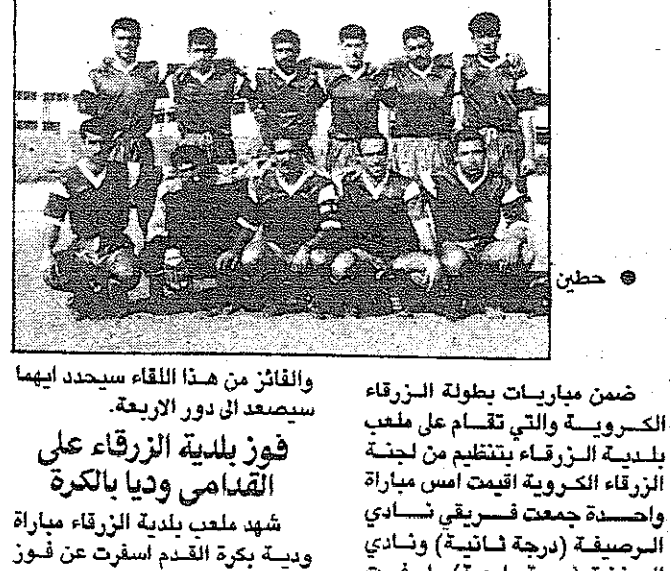 حطين
ضمن مباريات بطولة الزرقاء
الكروية والتي تقام على ملعب
بلدية الزرقاء بتنظيم من لجنة
الزرقاء الكروية اقيمت امس مباراة
واحدة جمعت فريقي نادي
الرصيفة (درجة ثانية) ونادي
والفائز من هذا اللقاء سيحدد ايهما
سيصعد الى دور الاربعة.
فوز بلدية الزرقاء على
القدامى وديا بالكرة
شهد ملعب بلدية الزرقاء مباراة
ودية بكرة القدم اسفرت عن فوز